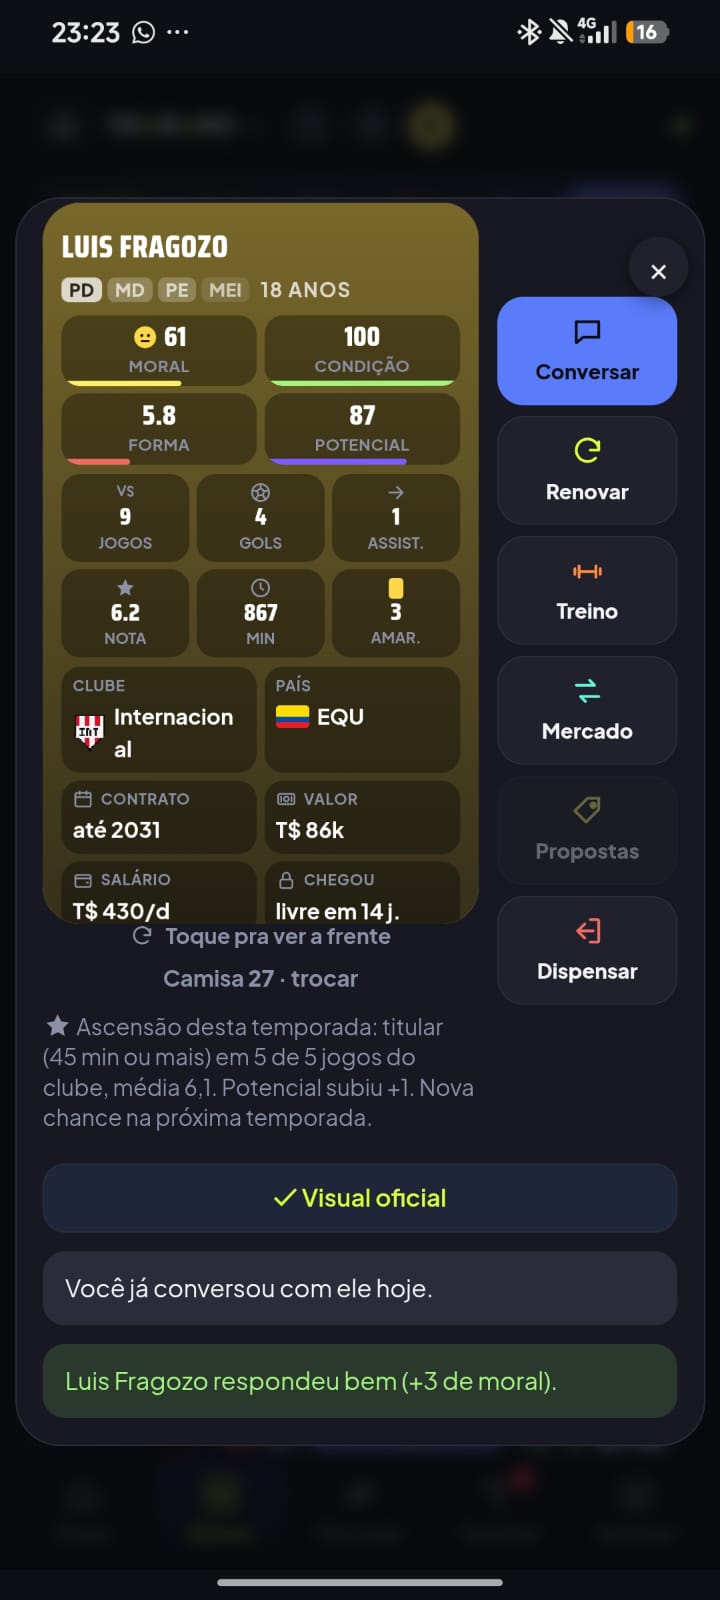 23:23
4G
16
LUIS FRAGOZO
PD MD PE MEI 18 ANOS
61
MORAL
100
CONDIÇÃO
5.8
FORMA
87
POTENCIAL
VS
9
JOGOS
4
GOLS
1
ASSIST.
6.2
NOTA
867
MIN
3
AMAR.
CLUBE
INT
Internacion
al
PAÍS
EQU
CONTRATO
até 2031
VALOR
T$ 86k
SALÁRIO
T$ 430/d
CHEGOU
livre em 14 j.
Toque pra ver a frente
Camisa 27 · trocar
Conversar
Renovar
Treino
Mercado
Propostas
Dispensar
Ascensão desta temporada: titular
(45 min ou mais) em 5 de 5 jogos do
clube, média 6,1. Potencial subiu +1. Nova
chance na próxima temporada.
Visual oficial
Você já conversou com ele hoje.
Luis Fragozo respondeu bem (+3 de moral).